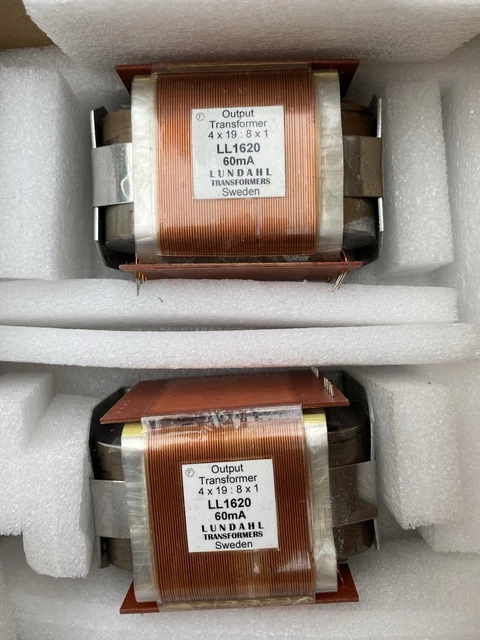 Output
Transformer
4 x 19 : 8 x 1
LL1620
60mA
LUNDAHL
TRANSFORMERS
Sweden
Output
Transformer
4 x 19 : 8 x 1
LL1620
60mA
LUNDAHL
TRANSFORMERS
Sweden